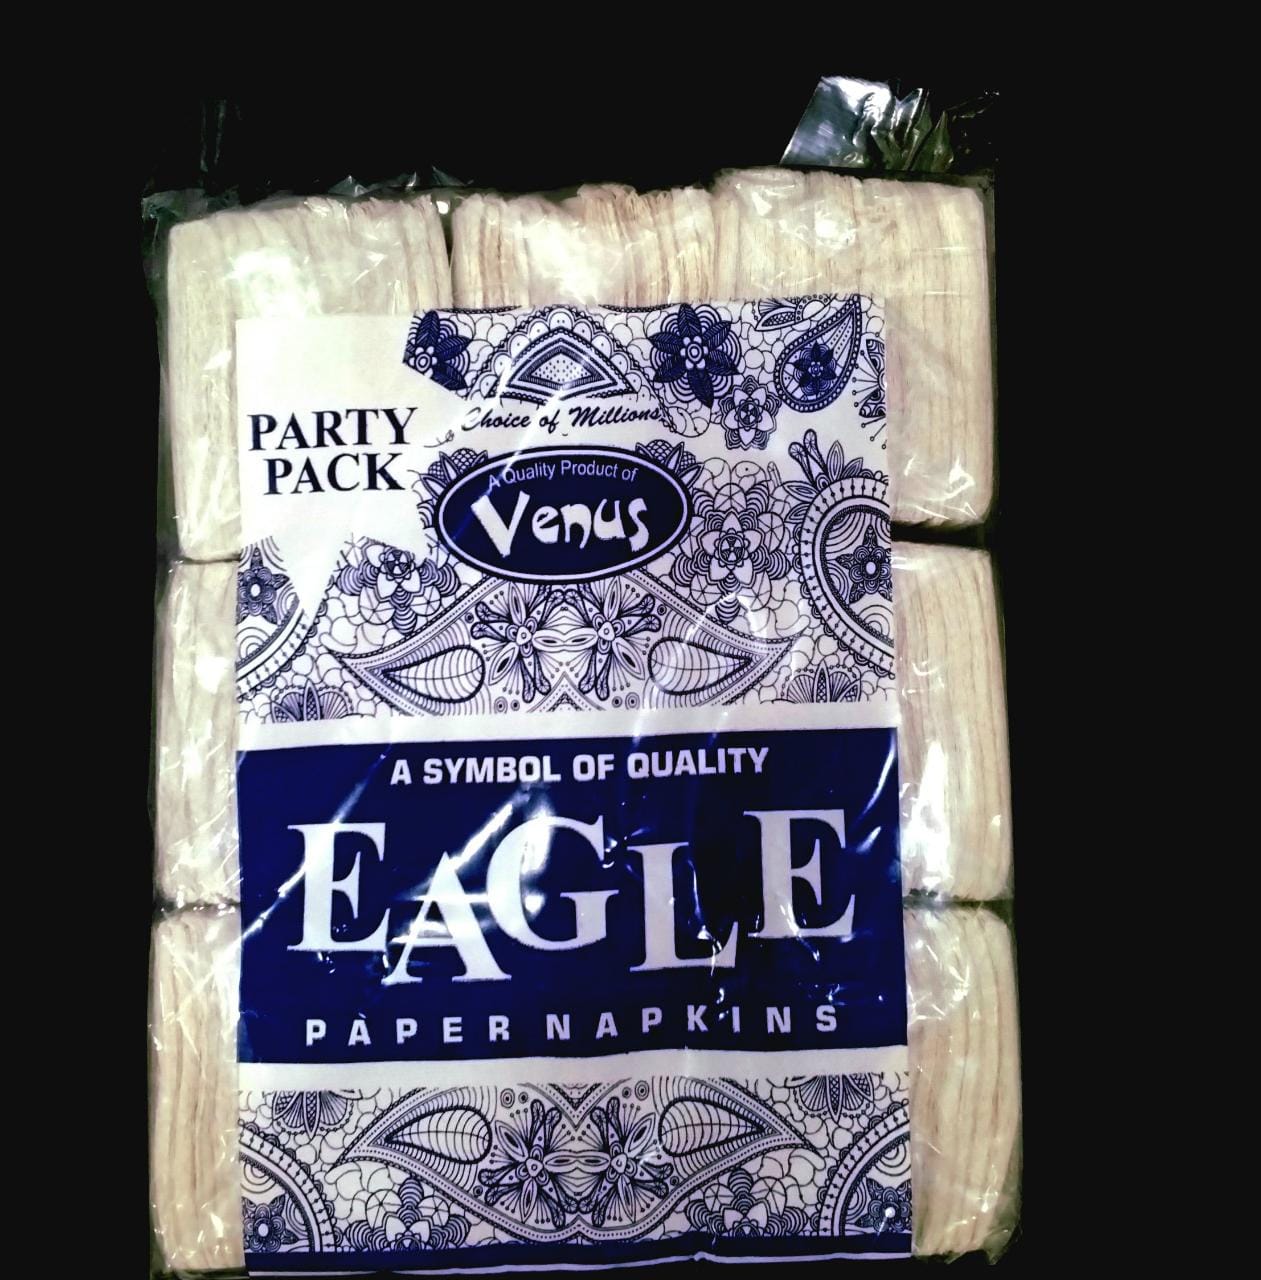 PARTY
PACK
Choice of Millions
A Quality Product of
Venus
A SYMBOL OF QUALITY
EAGLE
PAPER NAPKINS